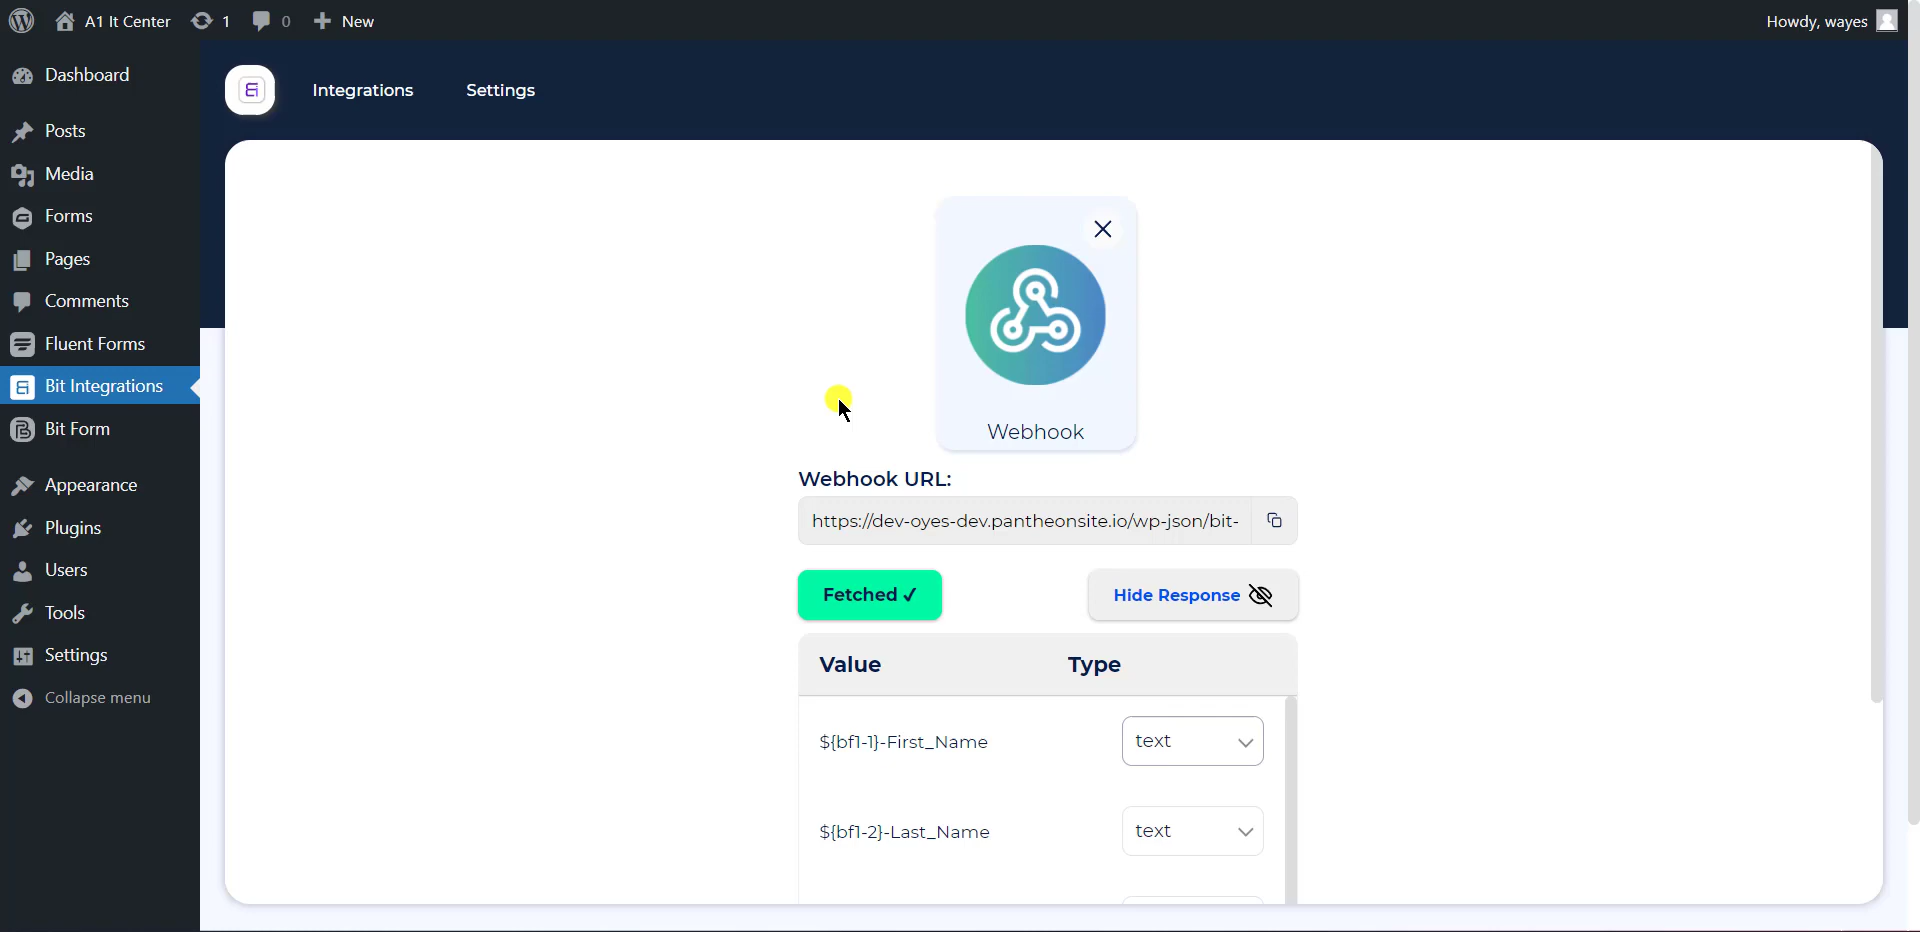 A1 It Center
1
0
New
Howdy, wayes
Dashboard
Posts
Media
Forms
Pages
Comments
Fluent Forms
Bit Integrations
Bit Form
Appearance
Plugins
Users
Tools
Settings
Collapse menu
Integrations
Settings
Webhook
Webhook URL:
https://dev-oyes-dev.pantheonsite.io/wp-json/bit-
Fetched ✓
Hide Response
Value Type
${bf1-1}-First_Name text
${bf1-2}-Last_Name text